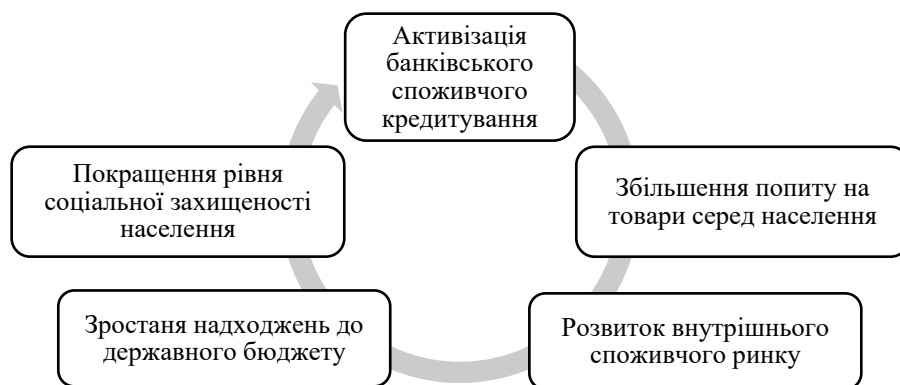 Активізація
банківського
споживчого
кредитування
Збільшення попиту на
товари серед населення
Розвиток внутрішнього
споживчого ринку
Зростаня надходжень до
державного бюджету
Покращення рівня
соціальної захищеності
населення